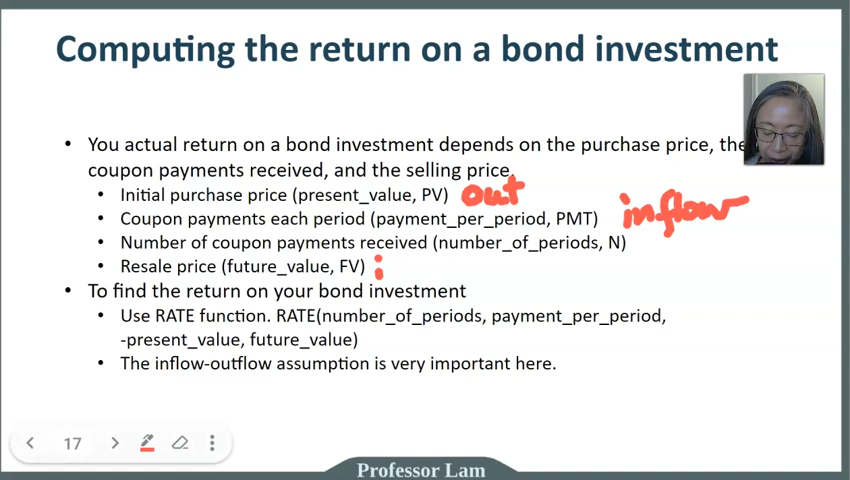 Computing the return on a bond investment
• You actual return on a bond investment depends on the purchase price, the
coupon payments received, and the selling price.
• Initial purchase price (present_value, PV) out
• Coupon payments each period (payment_per_period, PMT) inflow
• Number of coupon payments received (number_of_periods, N)
• Resale price (future_value, FV) i
• To find the return on your bond investment
• Use RATE function. RATE(number_of_periods, payment_per_period,
-present_value, future_value)
• The inflow-outflow assumption is very important here.
17
Professor Lam